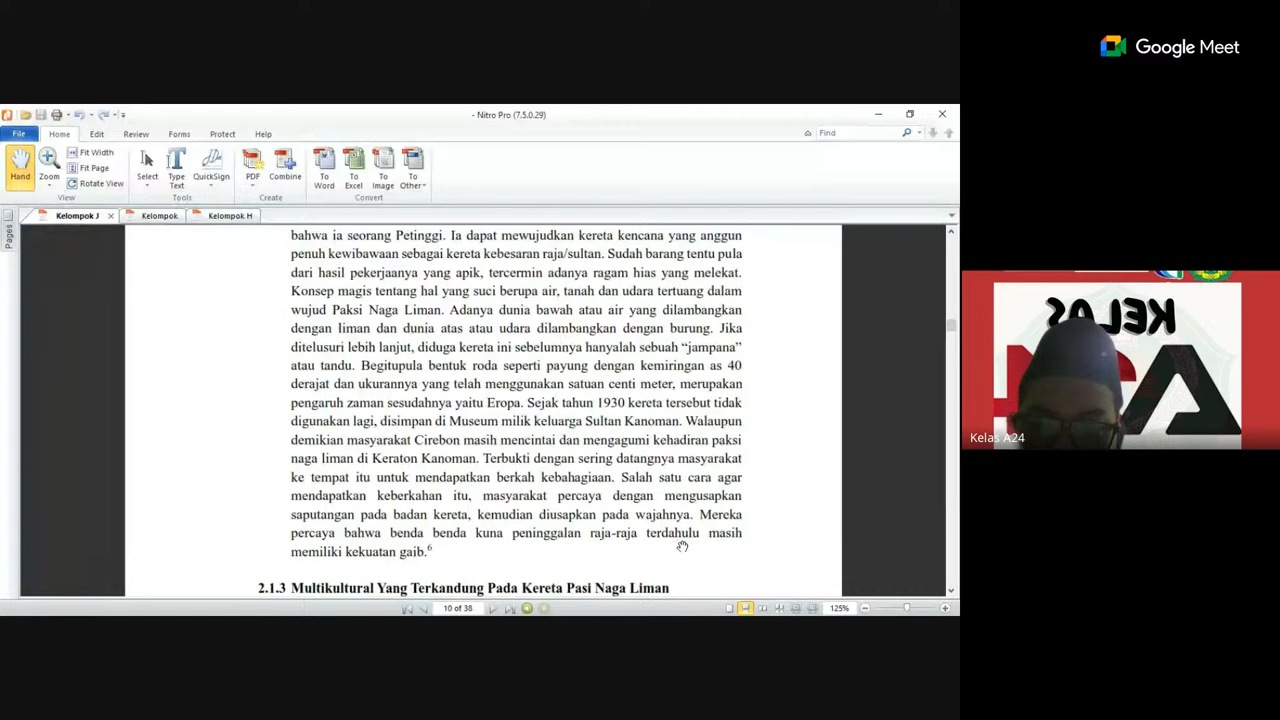 Google Meet
- Nitro Pro (7.5.0.29)
File Home Edit Review Forms Protect Help
Find
Hand
Zoom
Fit Width
Fit Page
Rotate View
View
Select
Type Text
QuickSign
Tools
PDF
Combine
Create
To Word
To Excel
To Image
To Other
Convert
Kelompok J
Kelompok
Kelompok H
Pages
bahwa ia seorang Petinggi. Ia dapat mewujudkan kereta kencana yang anggun
penuh kewibawaan sebagai kereta kebesaran raja/sultan. Sudah barang tentu pula
dari hasil pekerjaanya yang apik, tercermin adanya ragam hias yang melekat.
Konsep magis tentang hal yang suci berupa air, tanah dan udara tertuang dalam
wujud Paksi Naga Liman. Adanya dunia bawah atau air yang dilambangkan
dengan liman dan dunia atas atau udara dilambangkan dengan burung. Jika
ditelusuri lebih lanjut, diduga kereta ini sebelumnya hanyalah sebuah “jampana”
atau tandu. Begitupula bentuk roda seperti payung dengan kemiringan as 40
derajat dan ukurannya yang telah menggunakan satuan centi meter, merupakan
pengaruh zaman sesudahnya yaitu Eropa. Sejak tahun 1930 kereta tersebut tidak
digunakan lagi, disimpan di Museum milik keluarga Sultan Kanoman. Walaupun
demikian masyarakat Cirebon masih mencintai dan mengagumi kehadiran paksi
naga liman di Keraton Kanoman. Terbukti dengan sering datangnya masyarakat
ke tempat itu untuk mendapatkan berkah kebahagiaan. Salah satu cara agar
mendapatkan keberkahan itu, masyarakat percaya dengan mengusapkan
saputangan pada badan kereta, kemudian diusapkan pada wajahnya. Mereka
percaya bahwa benda benda kuna peninggalan raja-raja terdahulu masih
memiliki kekuatan gaib.6
2.1.3 Multikultural Yang Terkandung Pada Kereta Pasi Naga Liman
10 of 38
125%
KELAS
Kelas A24